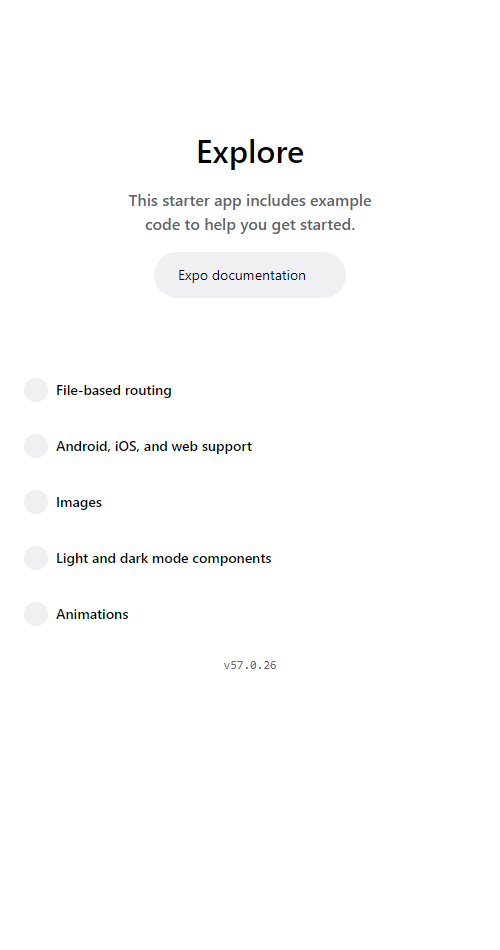 Explore
This starter app includes example
code to help you get started.
Expo documentation
File-based routing
Android, iOS, and web support
Images
Light and dark mode components
Animations
v57.0.26